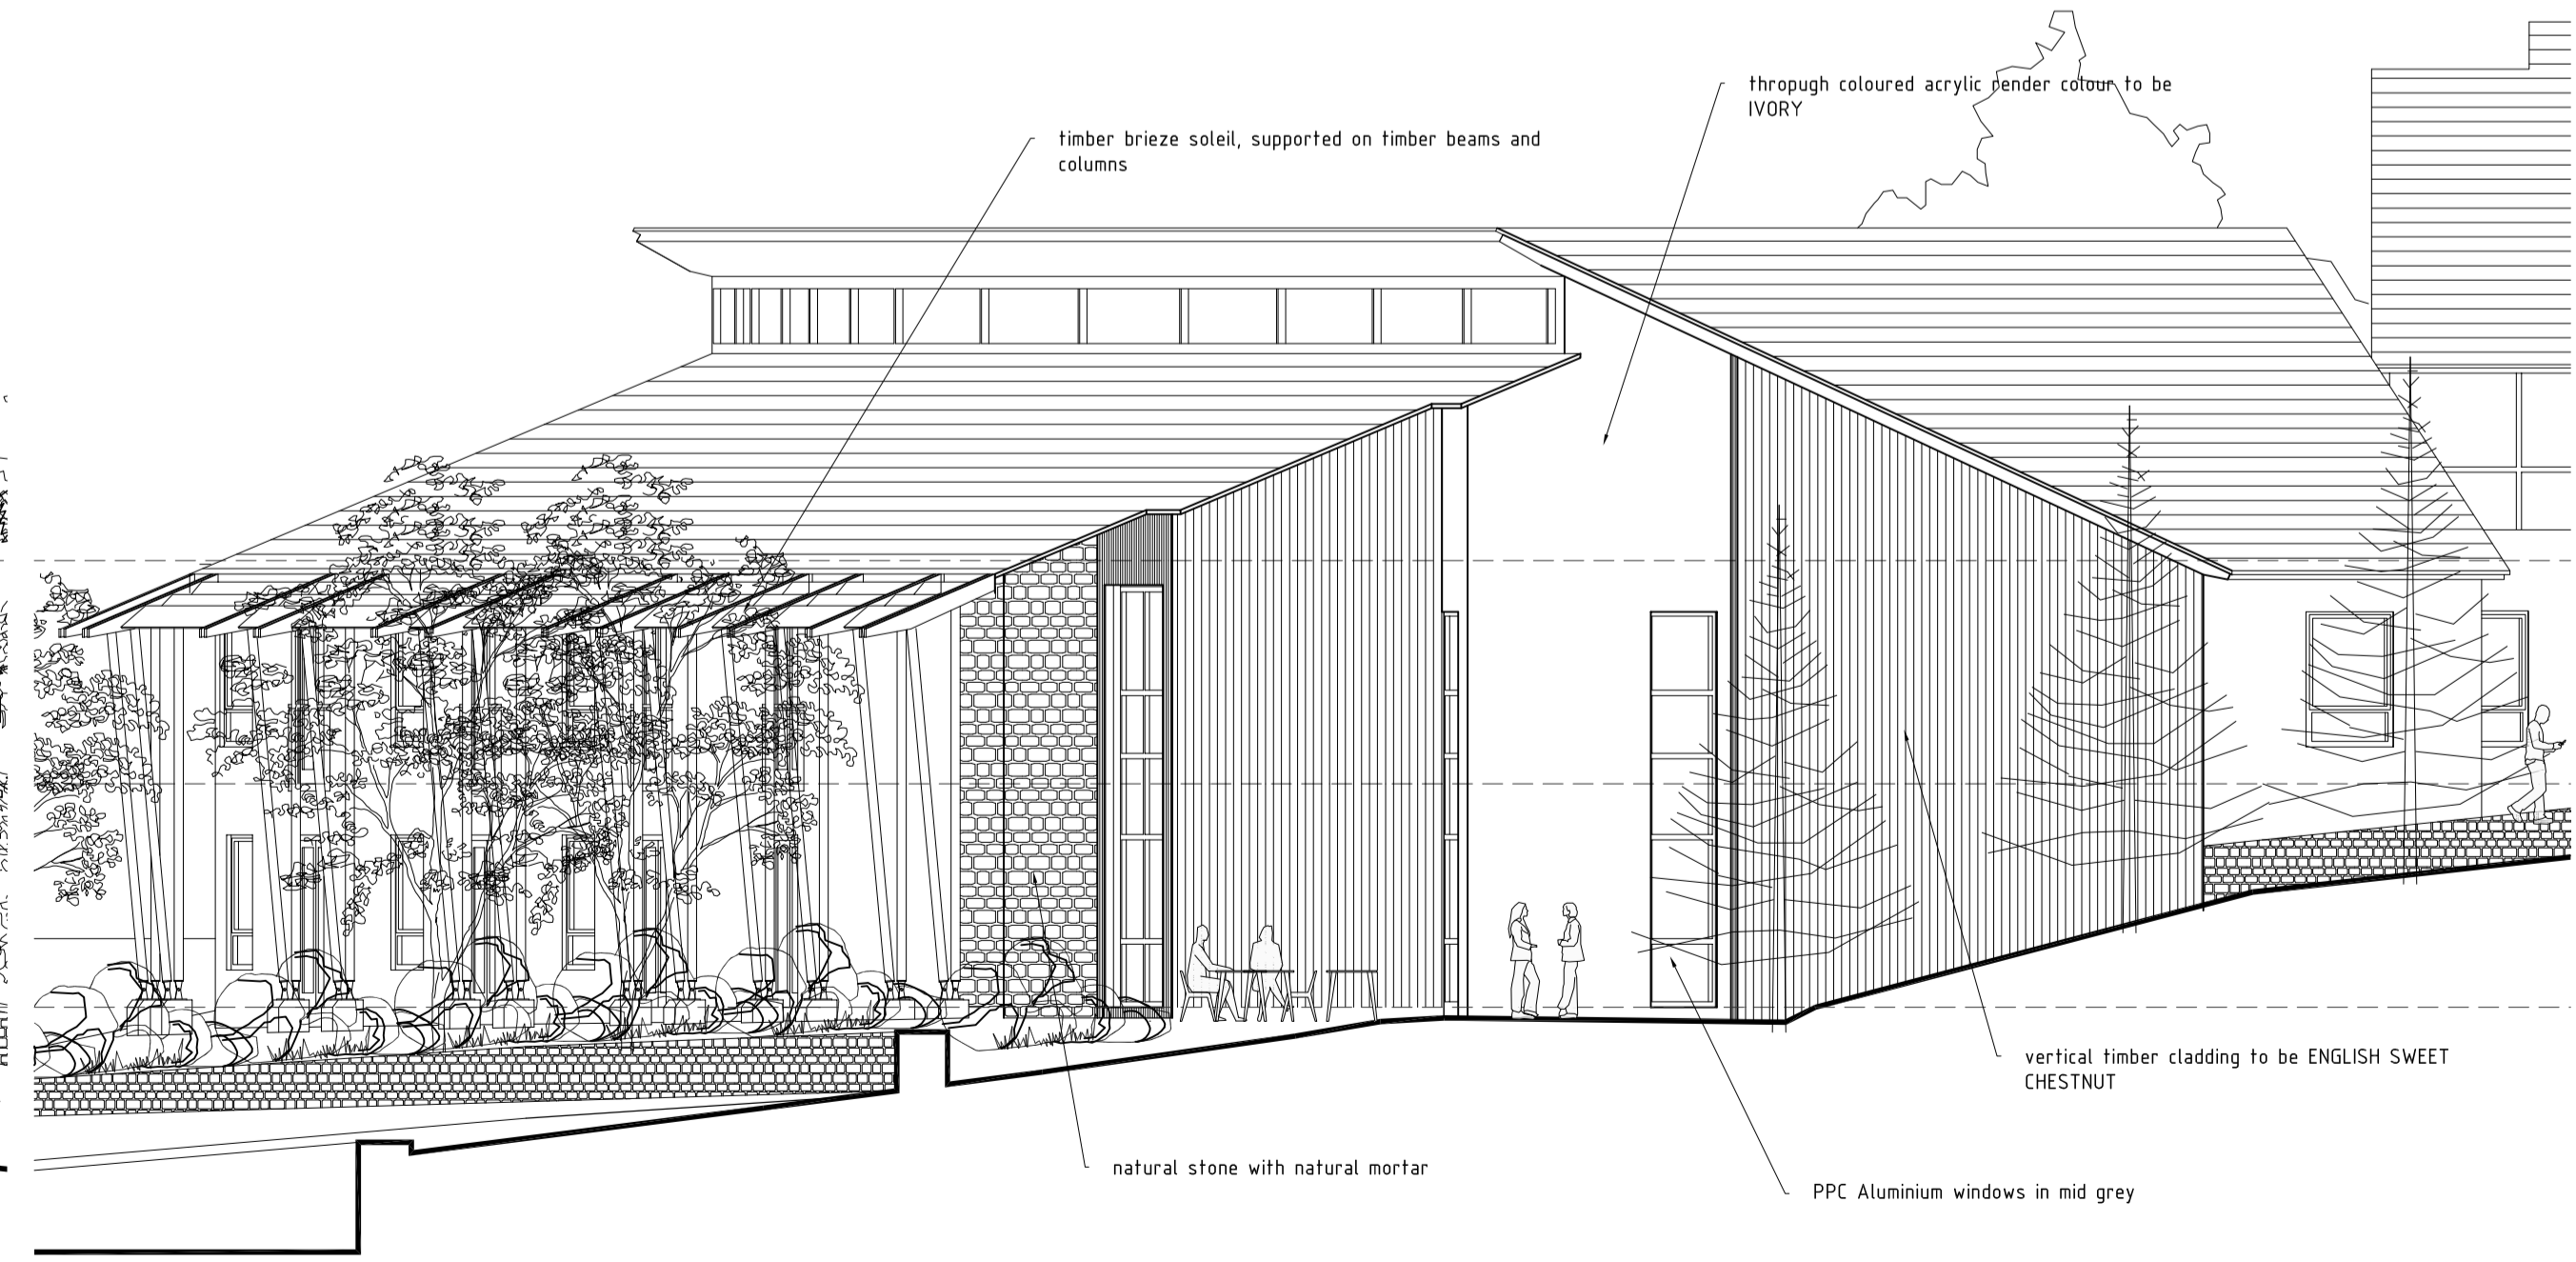 thropugh coloured acrylic render colour to be
IVORY
timber brieze soleil, supported on timber beams and
columns
vertical timber cladding to be ENGLISH SWEET
CHESTNUT
natural stone with natural mortar
PPC Aluminium windows in mid grey